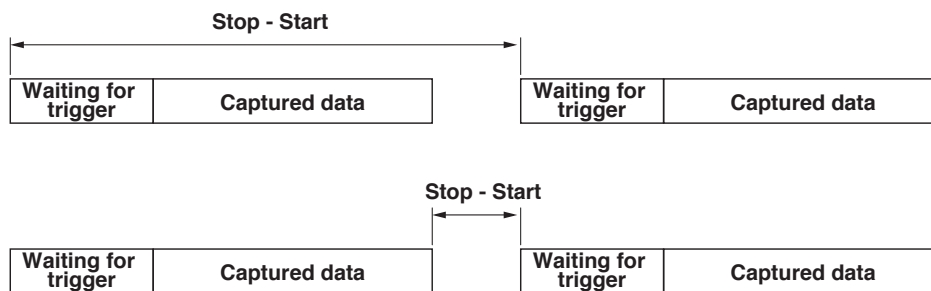 Stop - Start
Waiting for
trigger
Captured data
Waiting for
trigger
Captured data
Stop - Start
Waiting for
trigger
Captured data
Waiting for
trigger
Captured data